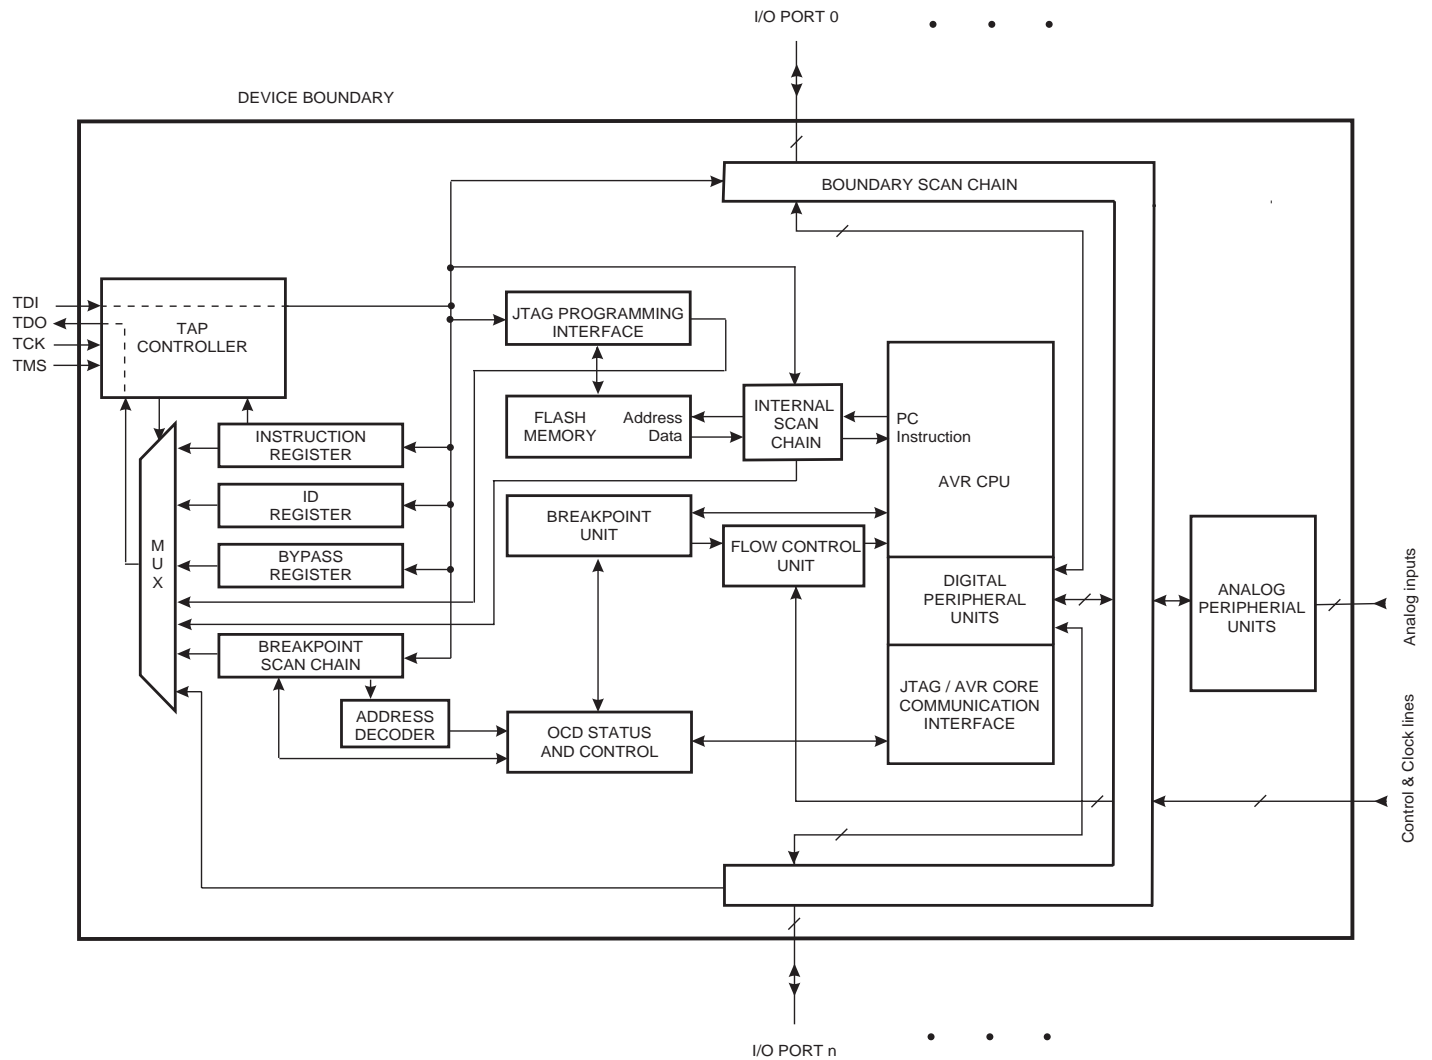 I/O PORT 0
DEVICE BOUNDARY
BOUNDARY SCAN CHAIN
TDI
TDO
TCK
TMS
TAP
CONTROLLER
JTAG PROGRAMMING
INTERFACE
FLASH
MEMORY
Address
Data
INTERNAL
SCAN
CHAIN
PC
Instruction
AVR CPU
INSTRUCTION
REGISTER
ID
REGISTER
BYPASS
REGISTER
M
U
X
BREAKPOINT
UNIT
FLOW CONTROL
UNIT
DIGITAL
PERIPHERAL
UNITS
ANALOG
PERIPHERIAL
UNITS
Analog inputs
BREAKPOINT
SCAN CHAIN
ADDRESS
DECODER
OCD STATUS
AND CONTROL
JTAG / AVR CORE
COMMUNICATION
INTERFACE
Control & Clock lines
I/O PORT n